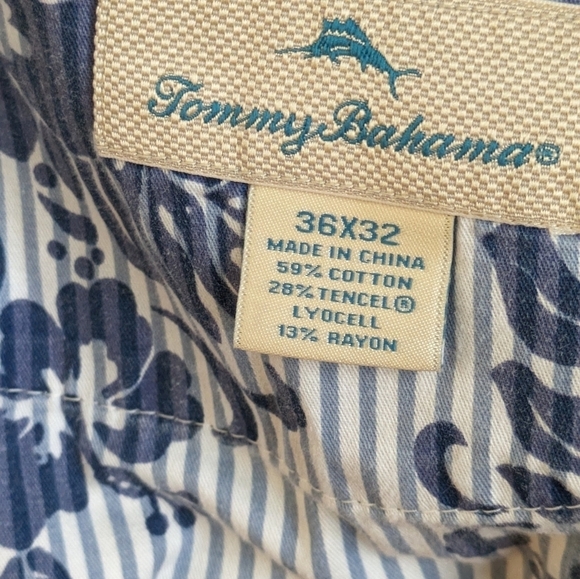 Tommy Bahama®
36X32
MADE IN CHINA
59% COTTON
28% TENCEL®
LYOCELL
13% RAYON